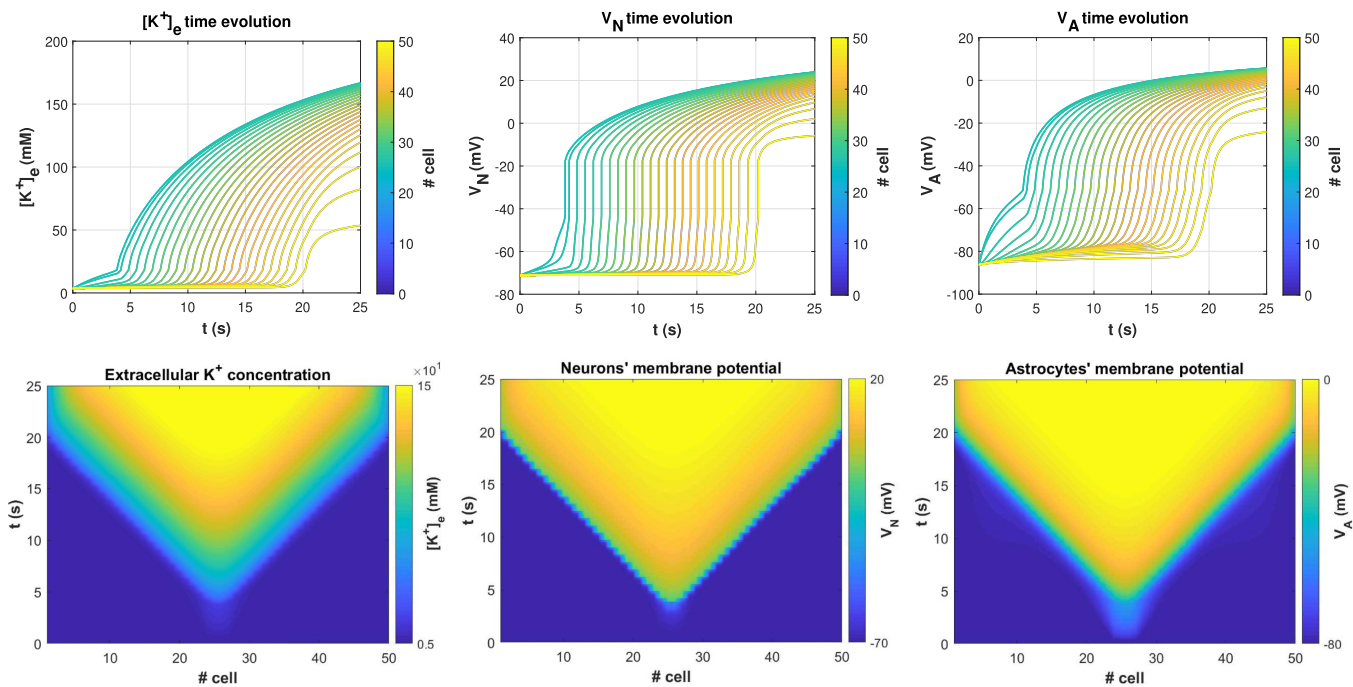 [K+]e time evolution
200
150
100
50
0
0 5 10 15 20 25
[K+]e (mM)
t (s)
50
40
30
20
10
0
# cell
VN time evolution
40
20
0
-20
-40
-60
-80
0 5 10 15 20 25
VN (mV)
t (s)
50
40
30
20
10
0
# cell
VA time evolution
40
20
0
-20
-40
-60
-80
-100
0 5 10 15 20 25
VA (mV)
t (s)
50
40
30
20
10
0
# cell
Extracellular K+ concentration
25
20
15
10
5
0
10 20 30 40 50
t (s)
# cell
×10¹
15
0.5
[K+]e (mM)
Neurons' membrane potential
25
20
15
10
5
0
10 20 30 40 50
t (s)
# cell
20
-70
VN (mV)
Astrocytes' membrane potential
25
20
15
10
5
0
10 20 30 40 50
t (s)
# cell
0
-80
VA (mV)